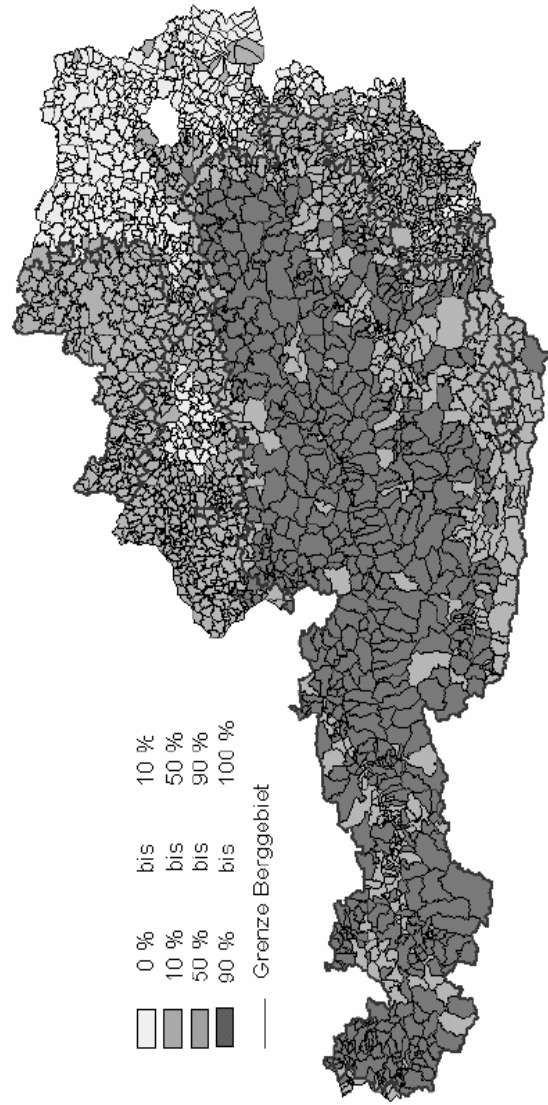 0 % bis 10 %
10 % bis 50 %
50 % bis 90 %
90 % bis 100 %
Grenze Berggebiet